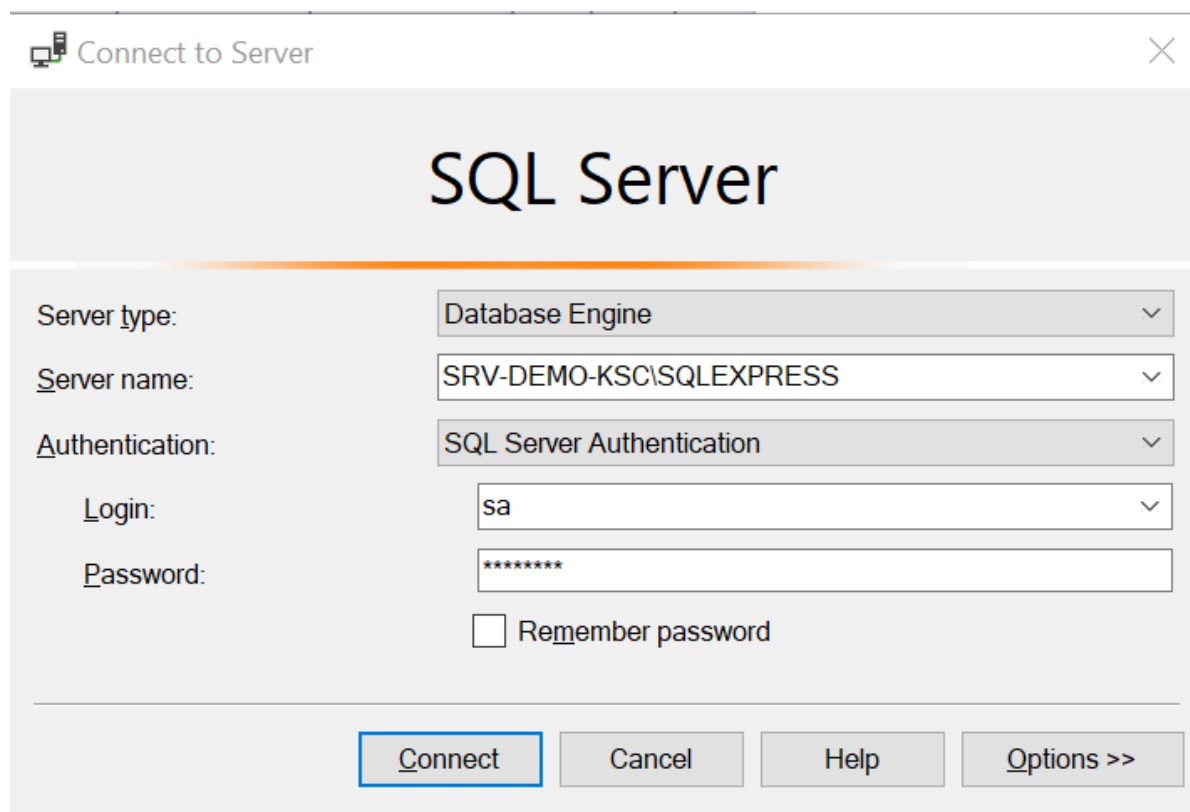 Connect to Server
SQL Server
Server type: Database Engine
Server name: SRV-DEMO-KSC\SQLEXPRESS
Authentication: SQL Server Authentication
Login: sa
Password: ********
Remember password
Connect Cancel Help Options >>